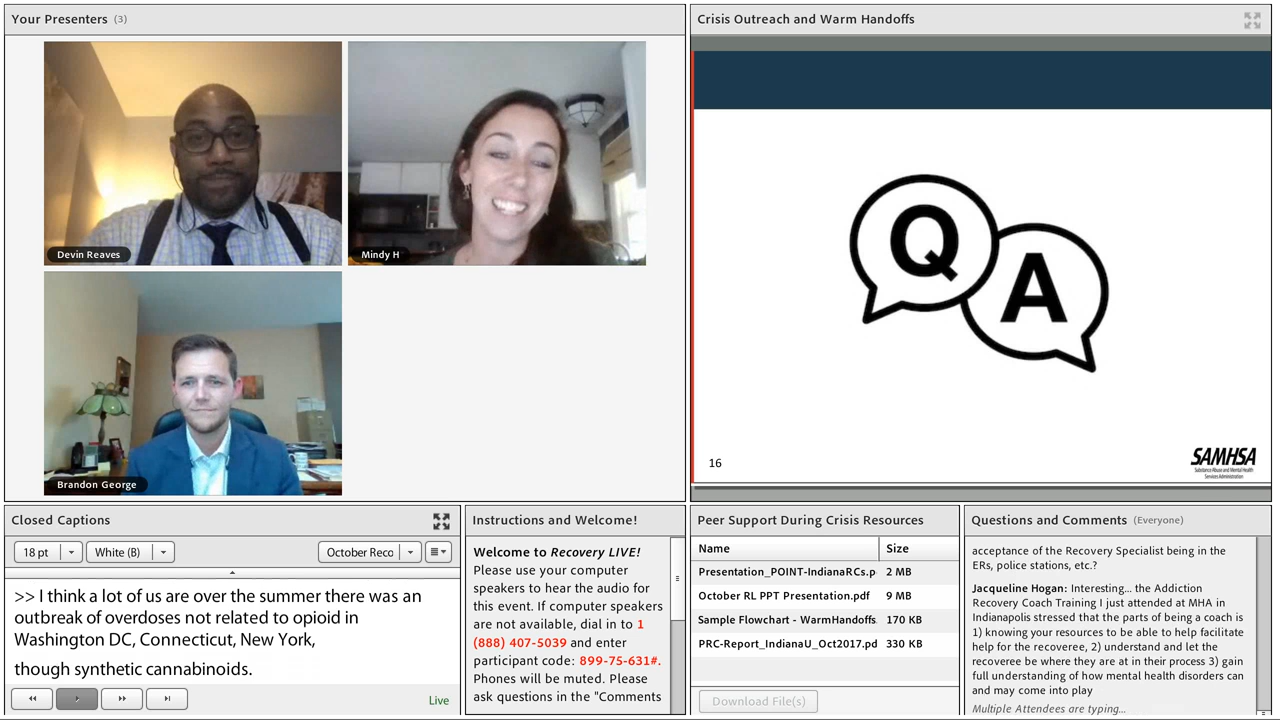 Your Presenters (3)
Devin Reaves
Mindy H
Brandon George
Crisis Outreach and Warm Handoffs
Q
A
16
SAMHSA
Substance Abuse and Mental Health
Services Administration
Closed Captions
18 pt
White (B)
October Reco
>> I think a lot of us are over the summer there was an
outbreak of overdoses not related to opioid in
Washington DC, Connecticut, New York,
though synthetic cannabinoids.
Live
Instructions and Welcome!
Welcome to Recovery LIVE!
Please use your computer
speakers to hear the audio for
this event. If computer speakers
are not available, dial in to 1
(888) 407-5039 and enter
participant code: 899-75-631#.
Phones will be muted. Please
ask questions in the "Comments
Peer Support During Crisis Resources
Name Size
Presentation_POINT-IndianaRCs.p 2 MB
October RL PPT Presentation.pdf 9 MB
Sample Flowchart - WarmHandoffs 170 KB
PRC-Report_IndianaU_Oct2017.pd 330 KB
Download File(s)
Questions and Comments (Everyone)
acceptance of the Recovery Specialist being in the
ERs, police stations, etc.?
Jacqueline Hogan: Interesting... the Addiction
Recovery Coach Training I just attended at MHA in
Indianapolis stressed that the parts of being a coach is
1) knowing your resources to be able to help facilitate
help for the recoveree, 2) understand and let the
recoveree be where they are at in their process 3) gain
full understanding of how mental health disorders can
and may come into play
Multiple Attendees are typing...